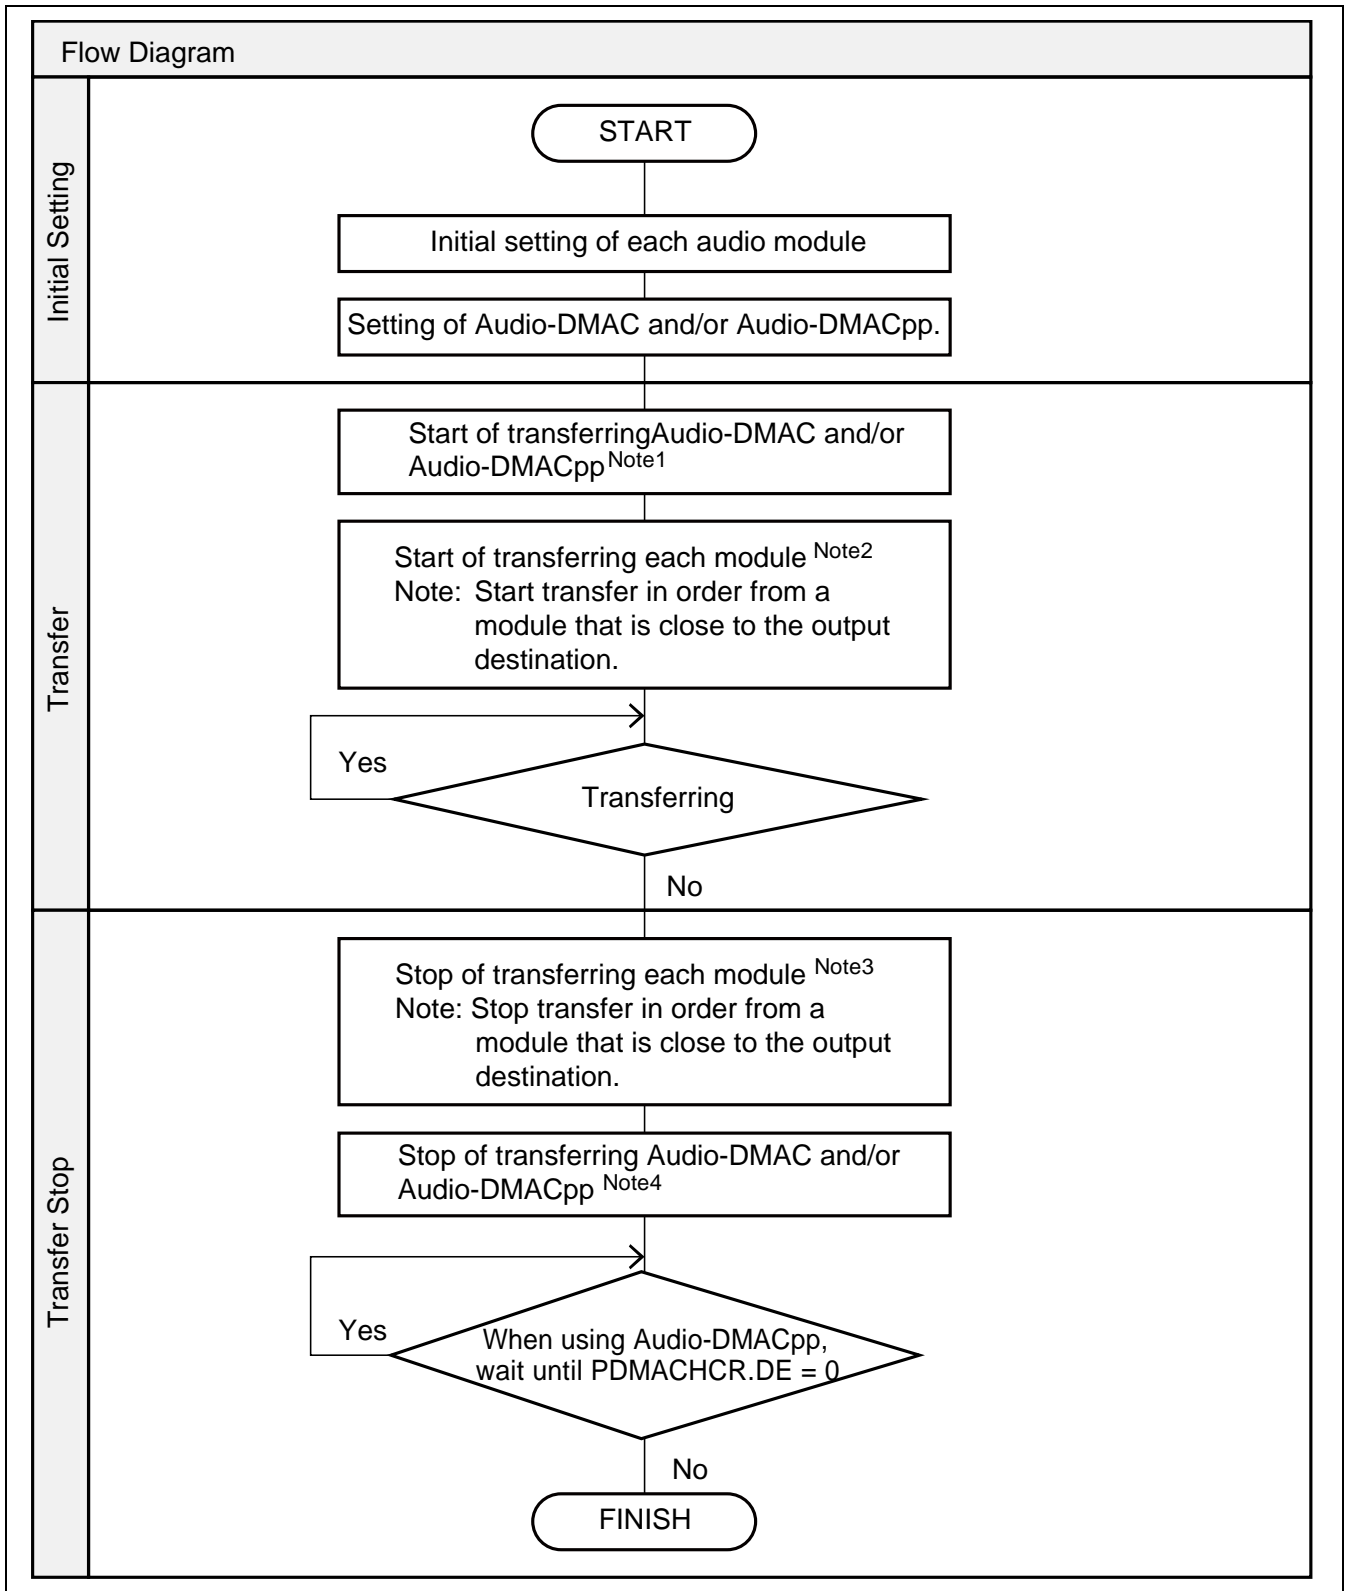 Flow Diagram
Initial Setting
START
Initial setting of each audio module
Setting of Audio-DMAC and/or Audio-DMACpp.
Transfer
Start of transferringAudio-DMAC and/or
Audio-DMACpp Note1
Start of transferring each module Note2
Note: Start transfer in order from a
module that is close to the output
destination.
Yes
Transferring
No
Transfer Stop
Stop of transferring each module Note3
Note: Stop transfer in order from a
module that is close to the output
destination.
Stop of transferring Audio-DMAC and/or
Audio-DMACpp Note4
Yes
When using Audio-DMACpp,
wait until PDMACHCR.DE = 0
No
FINISH